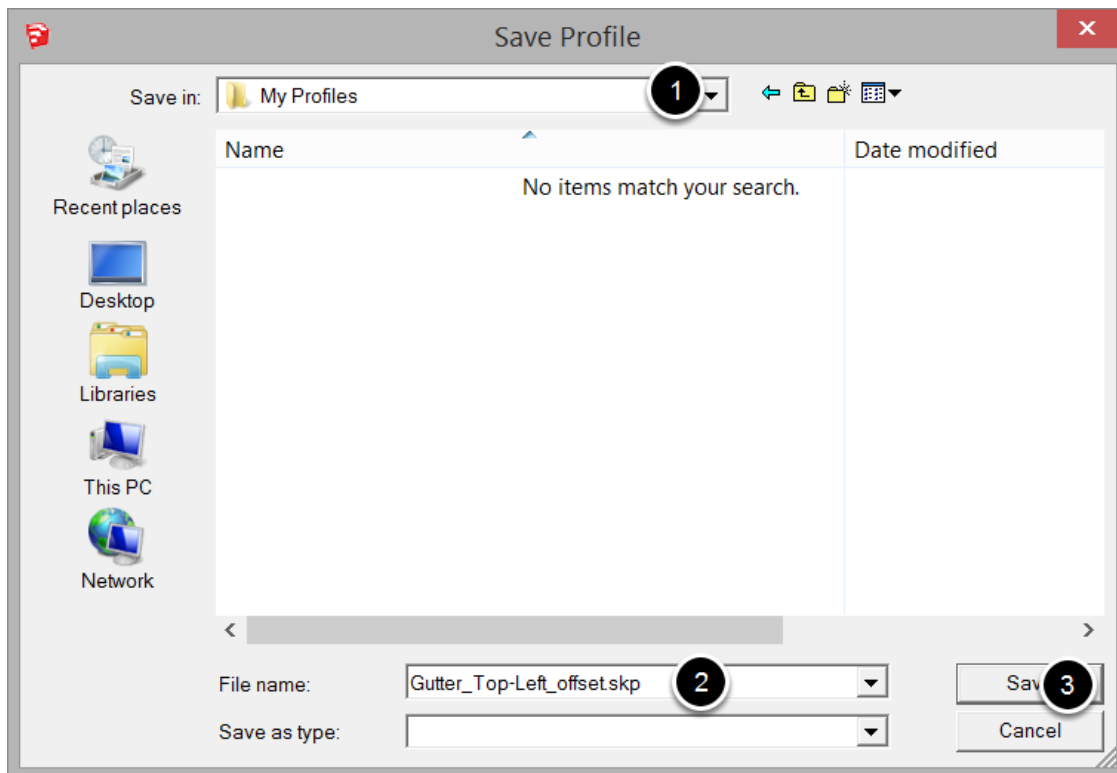 Save Profile
Save in: My Profiles 1
Name Date modified
No items match your search.
Recent places
Desktop
Libraries
This PC
Network
File name: Gutter_Top-Left_offset.skp 2 Sav 3
Save as type: Cancel